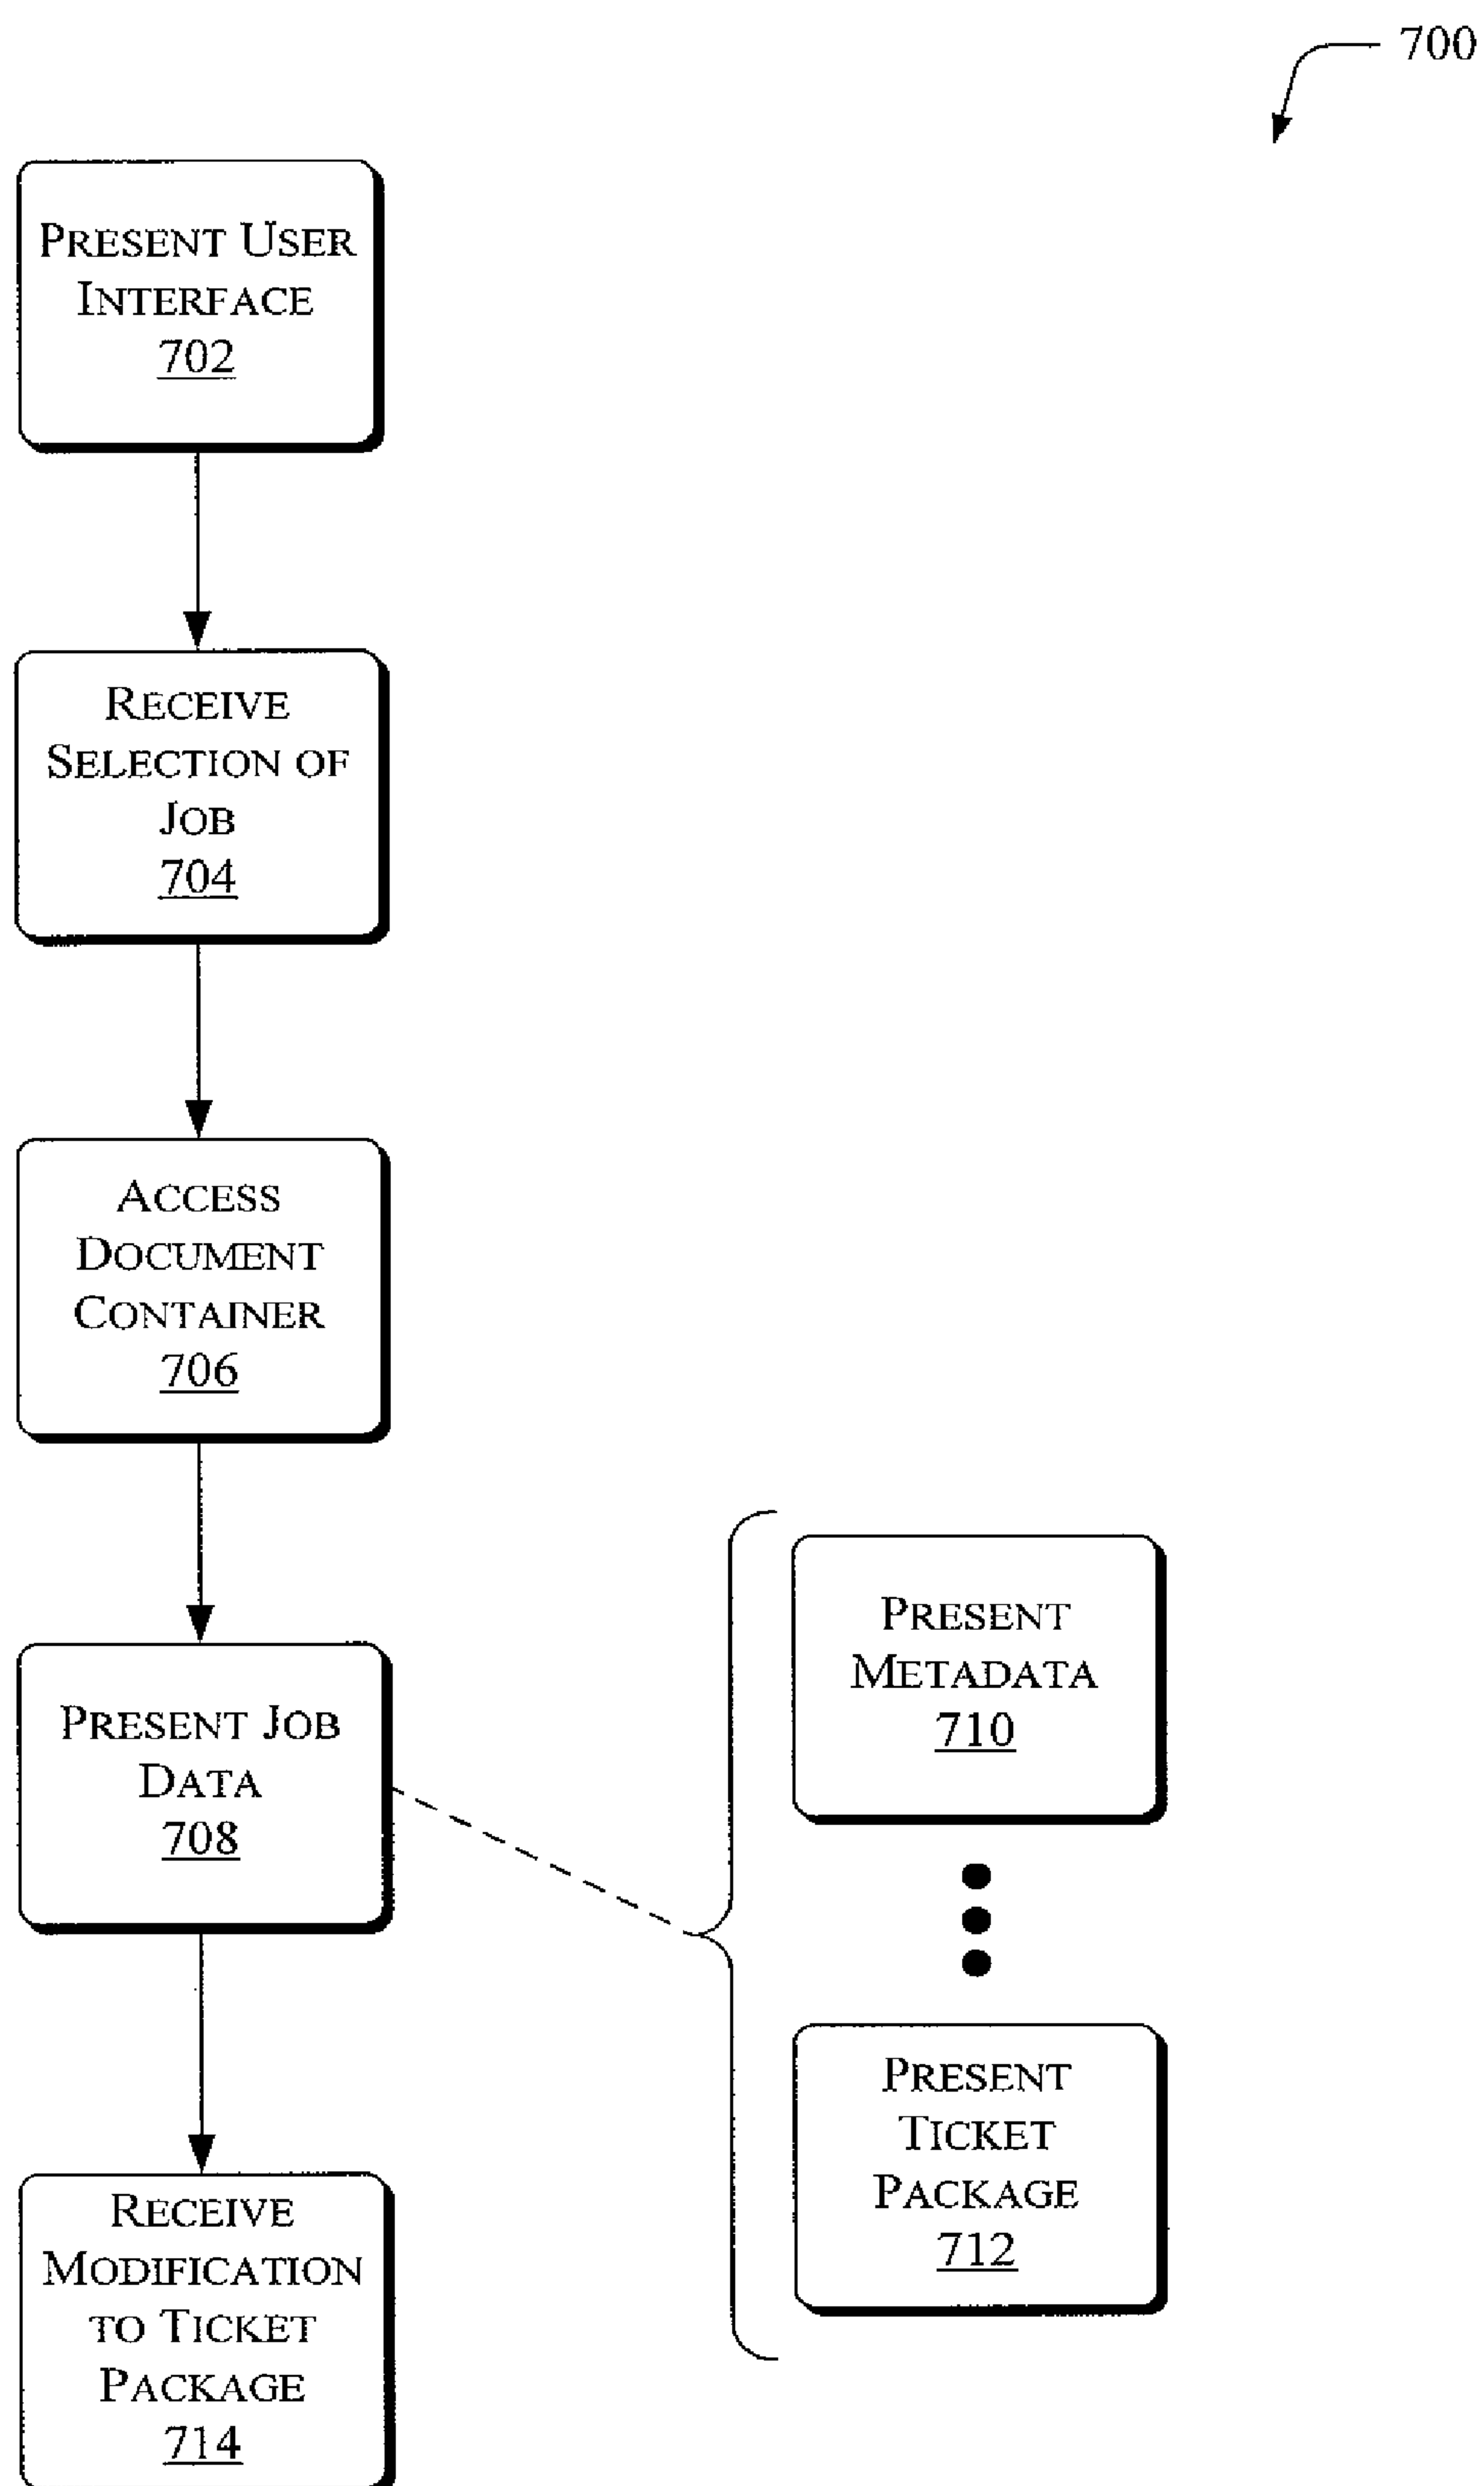 700
PRESENT USER
INTERFACE
702
RECEIVE
SELECTION OF
JOB
704
ACCESS
DOCUMENT
CONTAINER
706
PRESENT JOB
DATA
708
PRESENT
METADATA
710
PRESENT
TICKET
PACKAGE
712
RECEIVE
MODIFICATION
TO TICKET
PACKAGE
714